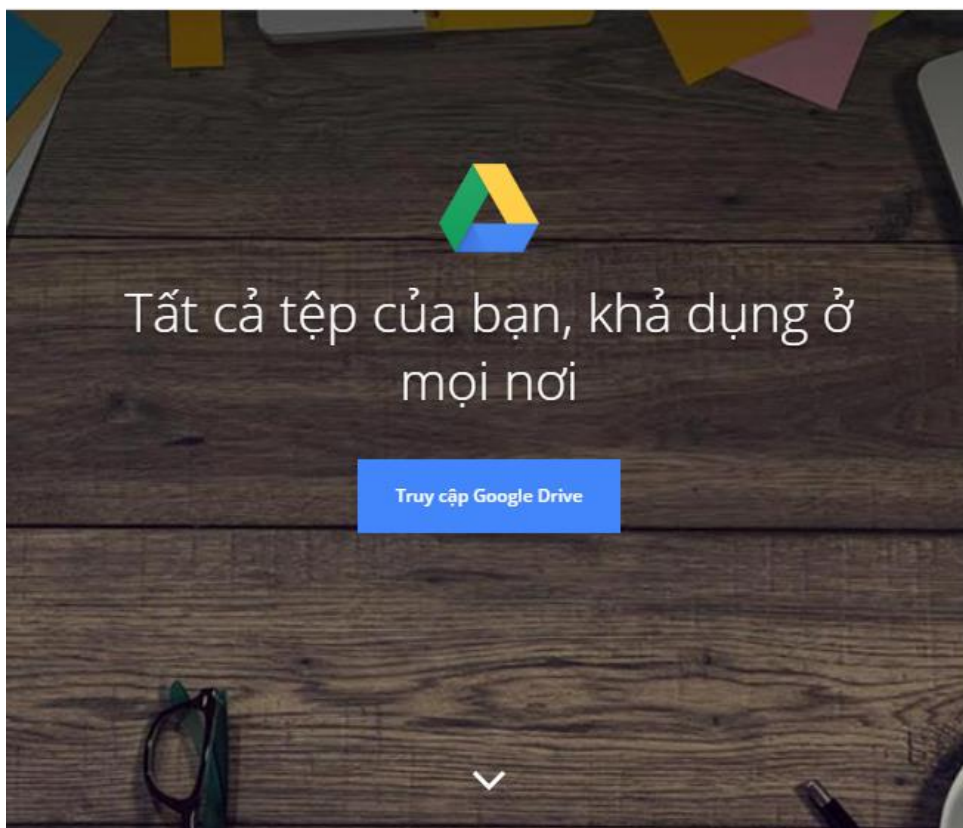 Tất cả tệp của bạn, khả dụng ở
mọi nơi
Truy cập Google Drive